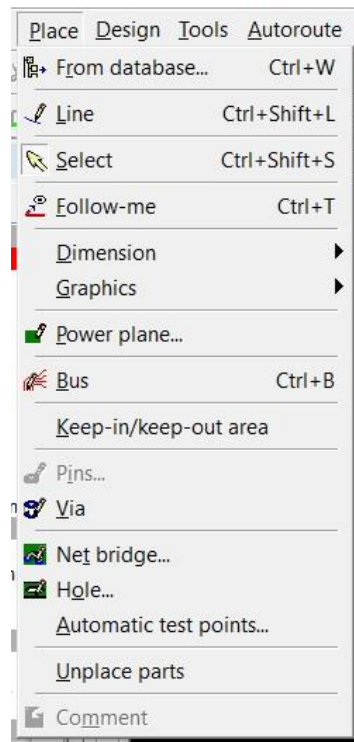 Place Design Tools Autoroute
From database... Ctrl+W
Line Ctrl+Shift+L
Select Ctrl+Shift+S
Follow-me Ctrl+T
Dimension
Graphics
Power plane...
Bus Ctrl+B
Keep-in/keep-out area
Pins...
Via
Net bridge...
Hole...
Automatic test points...
Unplace parts
Comment